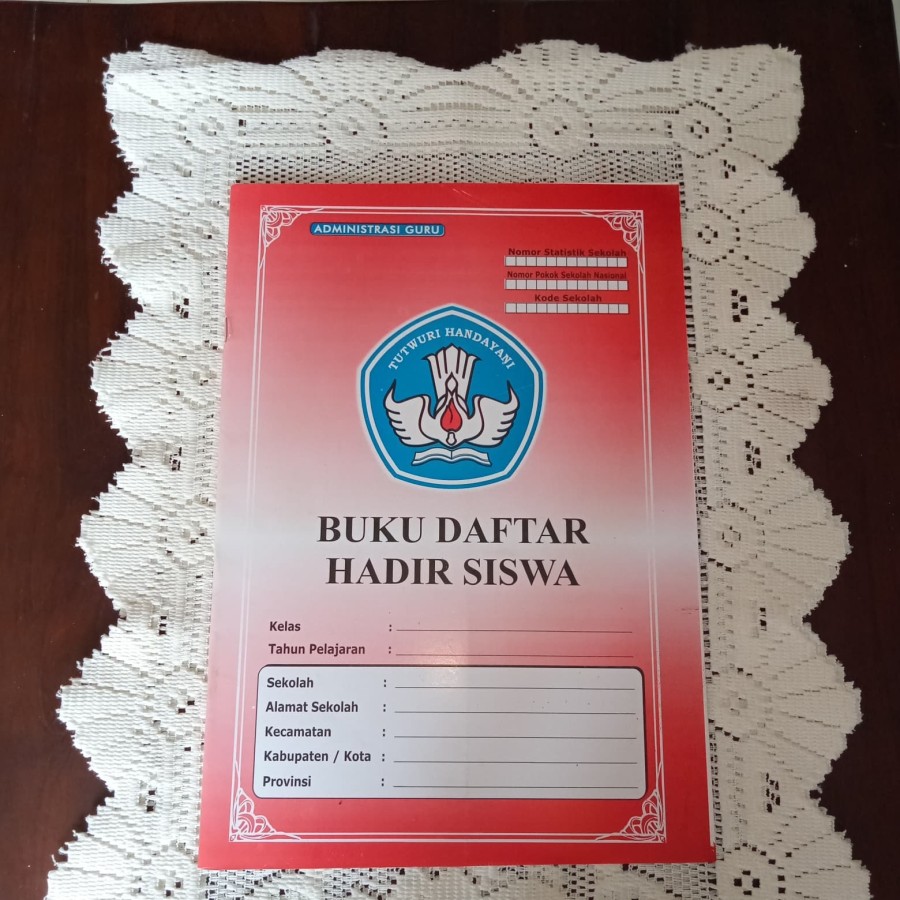 ADMINISTRASI GURU
Nomor Statistik Sekolah
Nomor Pokok Sekolah Nasional
Kode Sekolah
TUTWURI HANDAYANI
BUKU DAFTAR
HADIR SISWA
Kelas :
Tahun Pelajaran :
Sekolah :
Alamat Sekolah :
Kecamatan :
Kabupaten / Kota :
Provinsi :